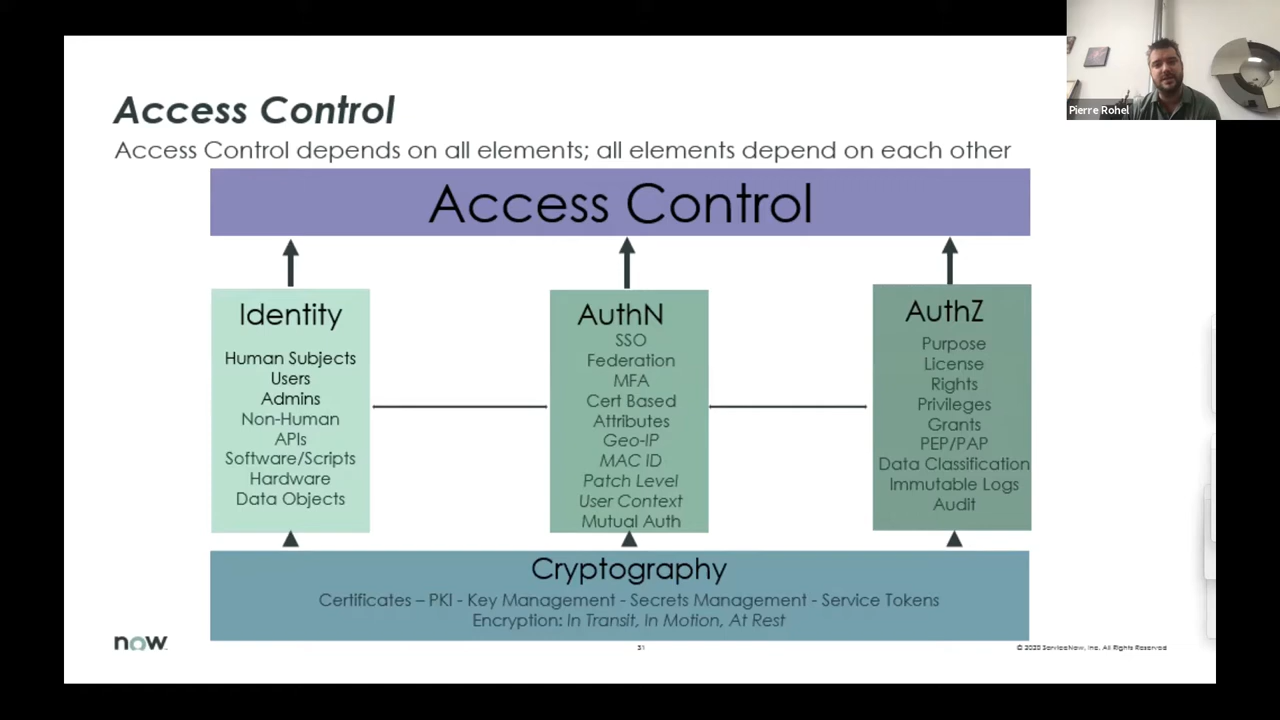 Pierre Rohel
Access Control
Access Control depends on all elements; all elements depend on each other
Access Control
Identity
Human Subjects
Users
Admins
Non-Human
APIs
Software/Scripts
Hardware
Data Objects
AuthN
SSO
Federation
MFA
Cert Based
Attributes
Geo-IP
MAC ID
Patch Level
User Context
Mutual Auth
AuthZ
Purpose
License
Rights
Privileges
Grants
PEP/PAP
Data Classification
Immutable Logs
Audit
Cryptography
Certificates – PKI - Key Management - Secrets Management - Service Tokens
Encryption: In Transit, In Motion, At Rest
now
31
© 2020 ServiceNow, Inc. All Rights Reserved